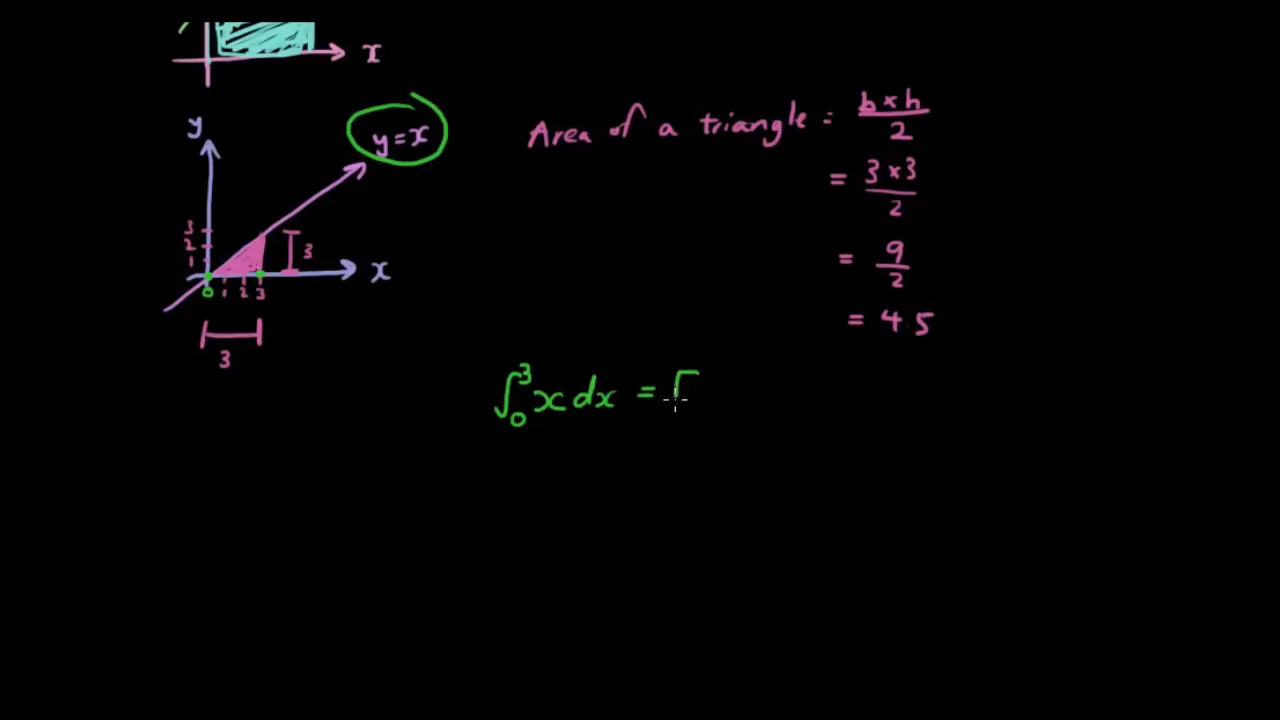 x
y
y=x
Area of a triangle = b×h/2
= 3×3/2
= 9/2
= 4.5
3
2
1
3
x
0 1 2 3
3
∫₀³ x dx = [